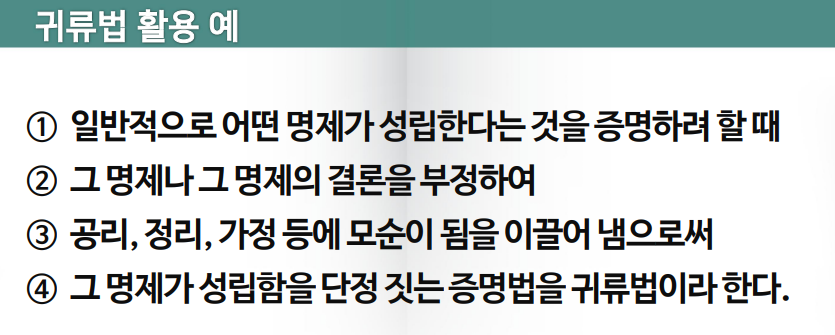 귀류법 활용 예
① 일반적으로 어떤 명제가 성립한다는 것을 증명하려 할 때
② 그 명제나 그 명제의 결론을 부정하여
③ 공리, 정리, 가정 등에 모순이 됨을 이끌어 냄으로써
④ 그 명제가 성립함을 단정 짓는 증명법을 귀류법이라 한다.